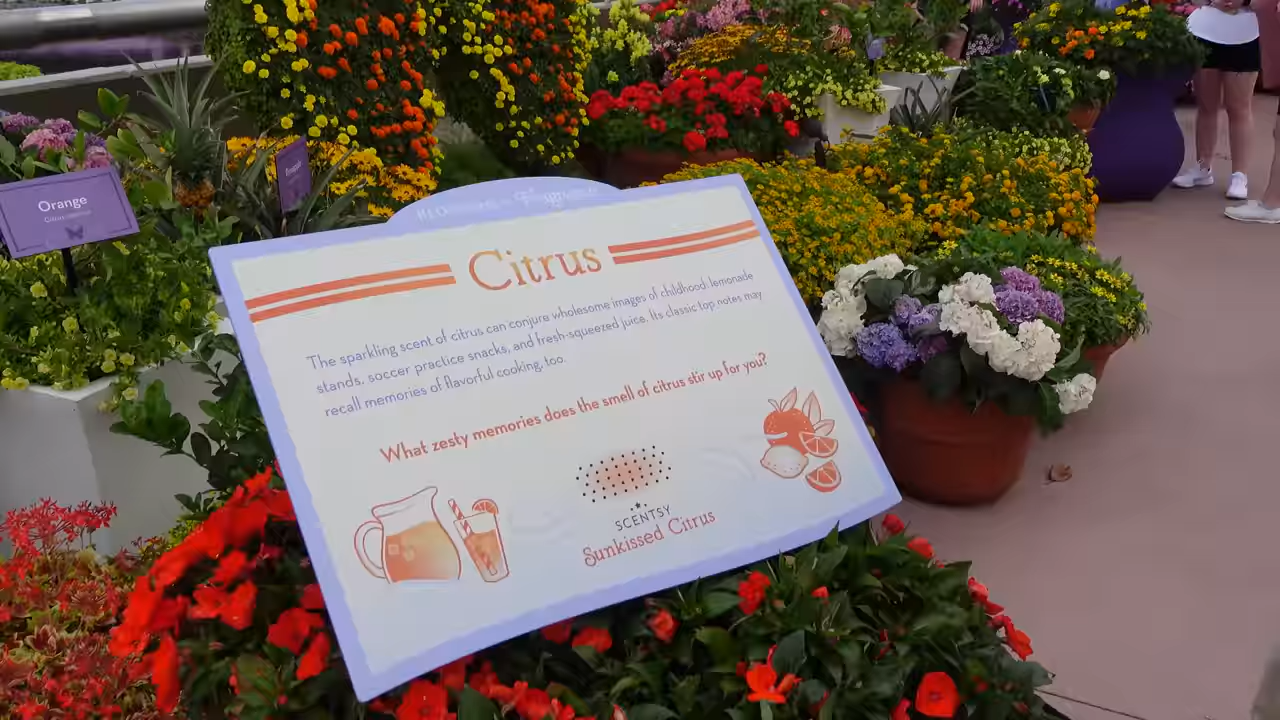 Orange
Citrus
The sparkling scent of citrus can conjure wholesome images of childhood: lemonade
stands, soccer practice snacks, and fresh-squeezed juice. Its classic top notes may
recall memories of flavorful cooking, too.
What zesty memories does the smell of citrus stir up for you?
SCENTSY
Sunkissed Citrus